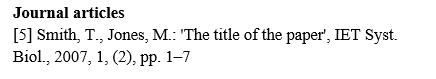 Journal articles
[5] Smith, T., Jones, M.: 'The title of the paper', IET Syst.
Biol., 2007, 1, (2), pp. 1–7